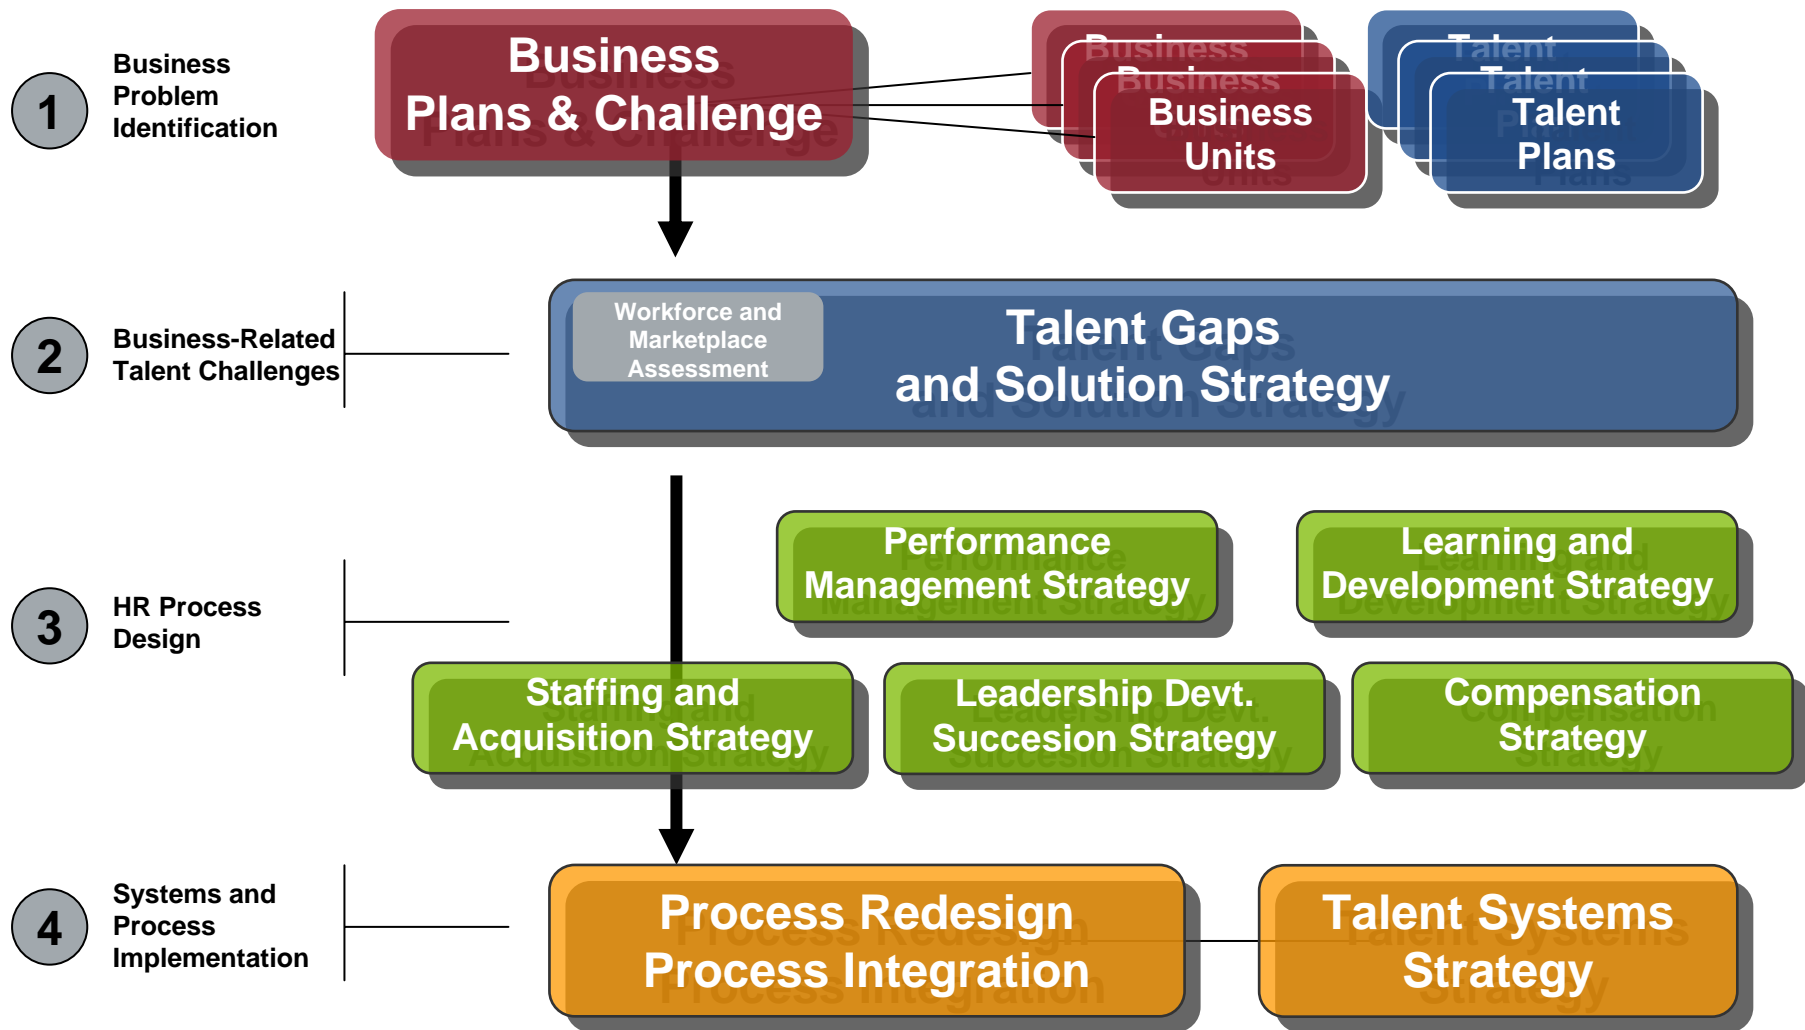 1
Business
Problem
Identification
Business
Plans & Challenge
Business
Business
Business
Units
Talent
Talent
Talent
Plans
2
Business-Related
Talent Challenges
Workforce and
Marketplace
Assessment
Talent Gaps
and Solution Strategy
3
HR Process
Design
Performance
Management Strategy
Learning and
Development Strategy
Staffing and
Acquisition Strategy
Leadership Devt.
Succesion Strategy
Compensation
Strategy
4
Systems and
Process
Implementation
Process Redesign
Process Integration
Talent Systems
Strategy